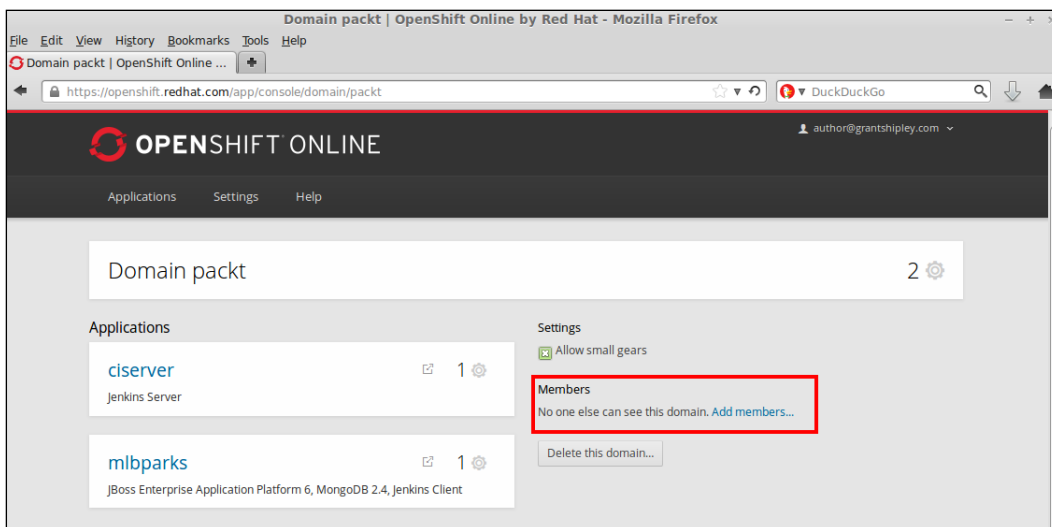 Domain packt | OpenShift Online by Red Hat - Mozilla Firefox
File Edit View History Bookmarks Tools Help
Domain packt | OpenShift Online ...
https://openshift.redhat.com/app/console/domain/packt
DuckDuckGo
OPENSHIFT ONLINE
author@grantshipley.com
Applications Settings Help
Domain packt 2
Applications
ciserver 1
Jenkins Server
mlbparks 1
JBoss Enterprise Application Platform 6, MongoDB 2.4, Jenkins Client
Settings
Allow small gears
Members
No one else can see this domain. Add members...
Delete this domain...